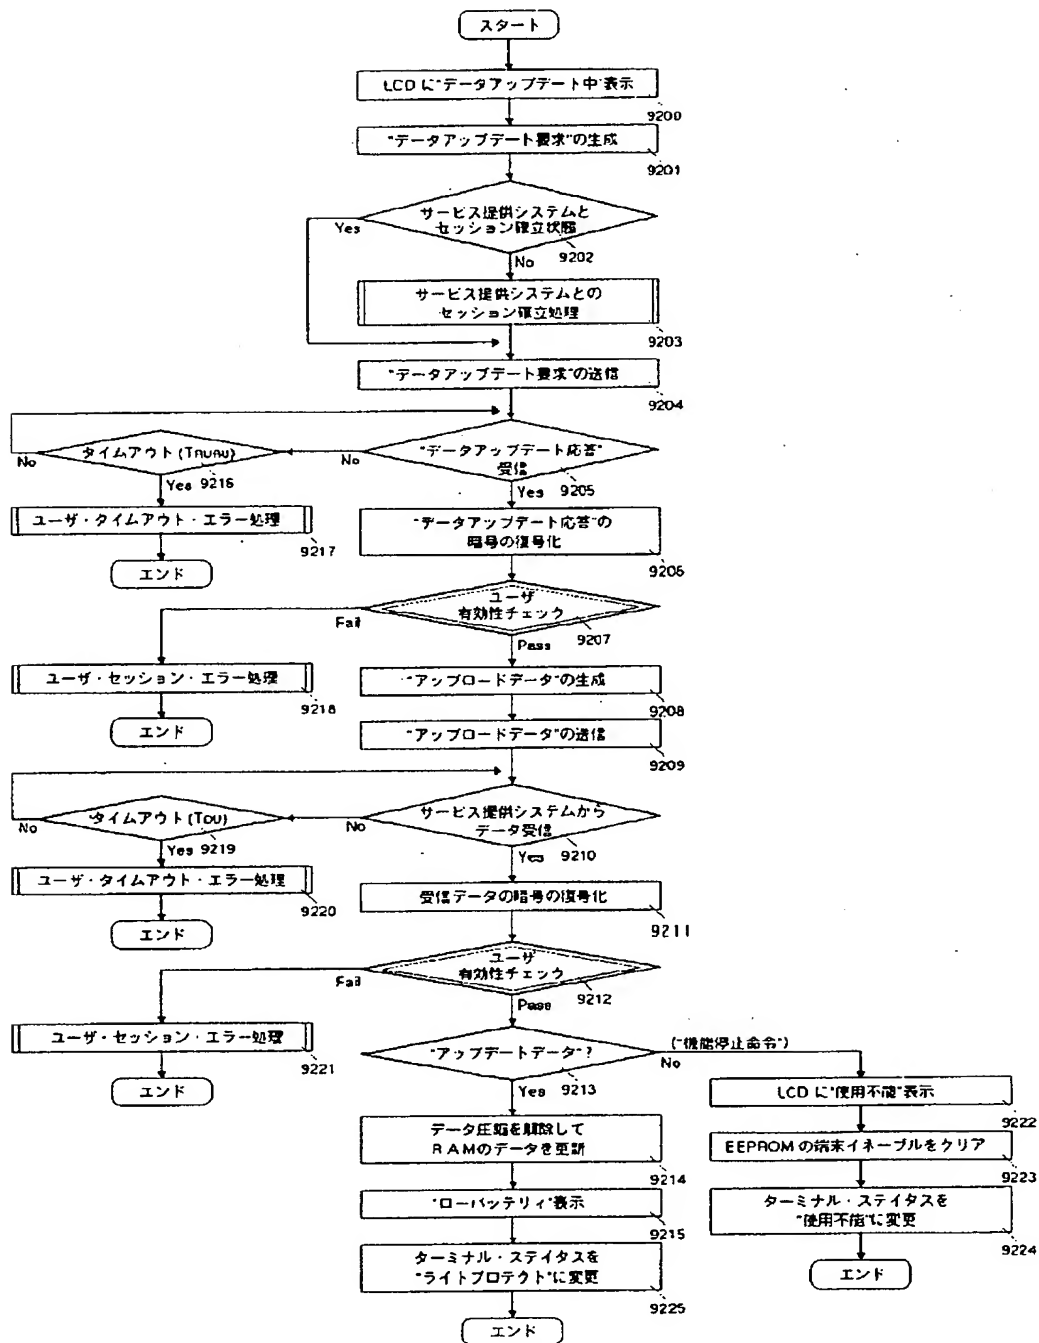 スタート
LCD に"データアップデート中"表示
9200
"データアップデート要求"の生成
9201
サービス提供システムと
セッション確立状態
9202
Yes
No
サービス提供システムとの
セッション確立処理
9203
"データアップデート要求"の送信
9204
"データアップデート応答"
受信
9205
No
Yes
タイムアウト (TRUAU)
9216
No
Yes
ユーザ・タイムアウト・エラー処理
9217
エンド
"データアップデート応答"の
暗号の復号化
9206
ユーザ
有効性チェック
9207
Fail
Pass
ユーザ・セッション・エラー処理
9218
エンド
"アップロードデータ"の生成
9208
"アップロードデータ"の送信
9209
サービス提供システムから
データ受信
9210
No
Yes
タイムアウト (TDU)
9219
No
Yes
ユーザ・タイムアウト・エラー処理
9220
エンド
受信データの暗号の復号化
9211
ユーザ
有効性チェック
9212
Fail
Pass
ユーザ・セッション・エラー処理
9221
エンド
"アップデートデータ"?
9213
Yes
("機能停止命令")
No
LCD に"使用不能"表示
9222
EEPROM の端末イネーブルをクリア
9223
ターミナル・ステイタスを
"使用不能"に変更
9224
エンド
データ圧縮を解除して
RAMのデータを更新
9214
"ローバッテリィ"表示
9215
ターミナル・ステイタスを
"ライトプロテクト"に変更
9225
エンド